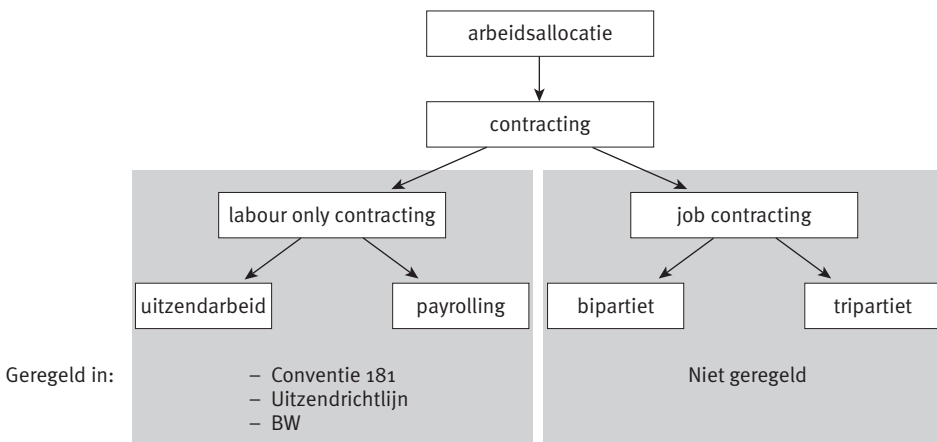 arbeidsallocatie
contracting
labour only contracting
job contracting
uitzendarbeid
payrolling
bipartiet
tripartiet
Geregeld in:
– Conventie 181
– Uitzendrichtlijn
– BW
Niet geregeld